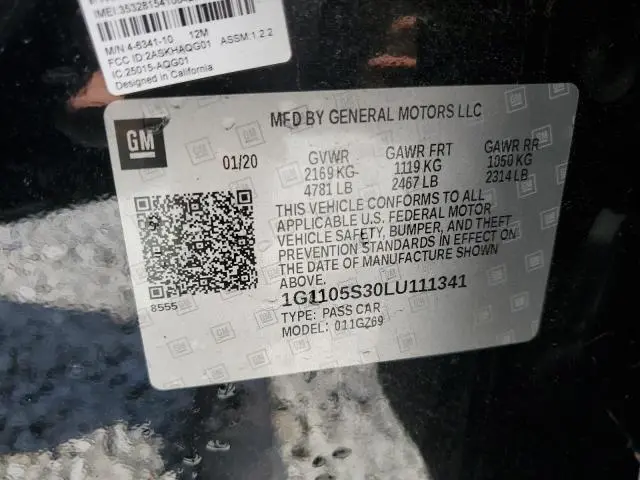 M/N 4-6341-10 12M
FCC ID:2ASKHAQG01 ASSM:1.2.2
IC:25015-AQG01
Designed in California
GM
MFD BY GENERAL MOTORS LLC
01/20
GVWR GAWR FRT GAWR RR
2169 KG 1119 KG 1050 KG
4781 LB 2467 LB 2314 LB
THIS VEHICLE CONFORMS TO ALL
APPLICABLE U.S. FEDERAL MOTOR
VEHICLE SAFETY, BUMPER, AND THEFT
PREVENTION STANDARDS IN EFFECT ON
THE DATE OF MANUFACTURE SHOWN
ABOVE.
8555
1G1105S30LU111341
TYPE: PASS CAR
MODEL: 011GZ69